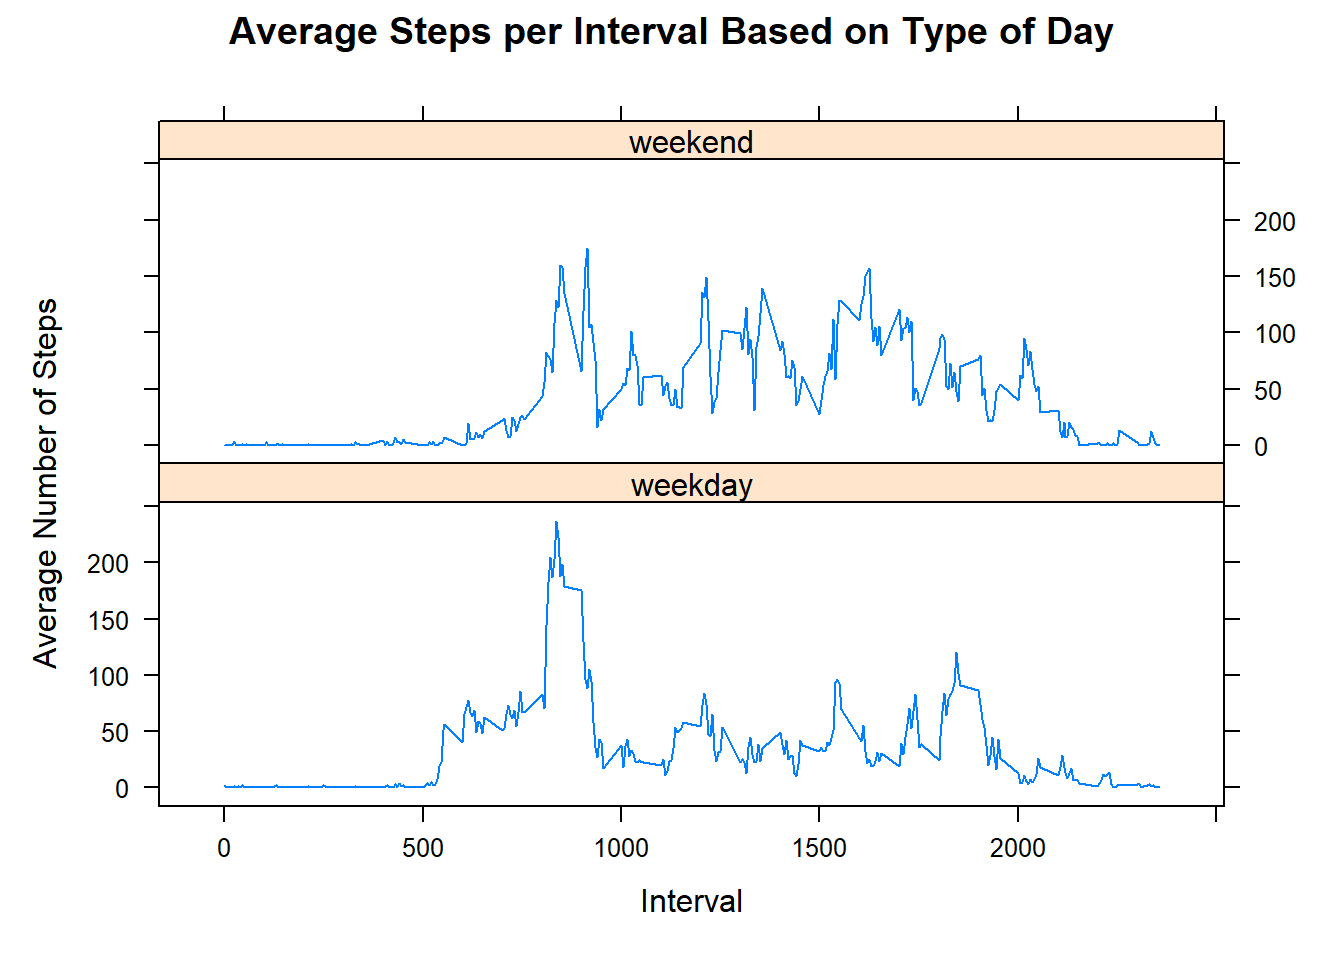 Average Steps per Interval Based on Type of Day
weekend
200
150
100
50
0
weekday
200
150
100
50
0
Average Number of Steps
0 500 1000 1500 2000
Interval